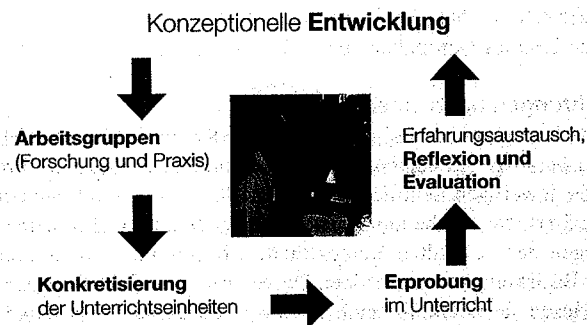 Konzeptionelle Entwicklung
Arbeitsgruppen
(Forschung und Praxis)
Erfahrungsaustausch,
Reflexion und
Evaluation
Konkretisierung
der Unterrichtseinheiten
Erprobung
im Unterricht